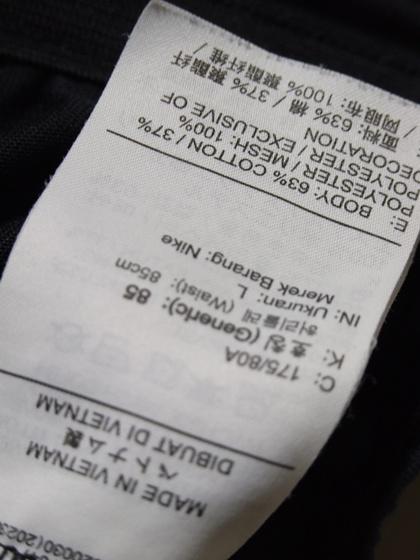 MADE IN VIETNAM
ベトナム製
DIBUAT DI VIETNAM
C: 175/80A
K: 호칭 (Generic): 85
허리둘레 (Waist): 85cm
IN: Ukuran: L
Merek Barang: Nike
E:
BODY: 63% COTTON / 37%
POLYESTER / MESH: 100%
POLYESTER / EXCLUSIVE OF
DECORATION
面料: 63% 棉 / 37% 聚酯纤维
/ 网眼布: 100% 聚酯纤维 /